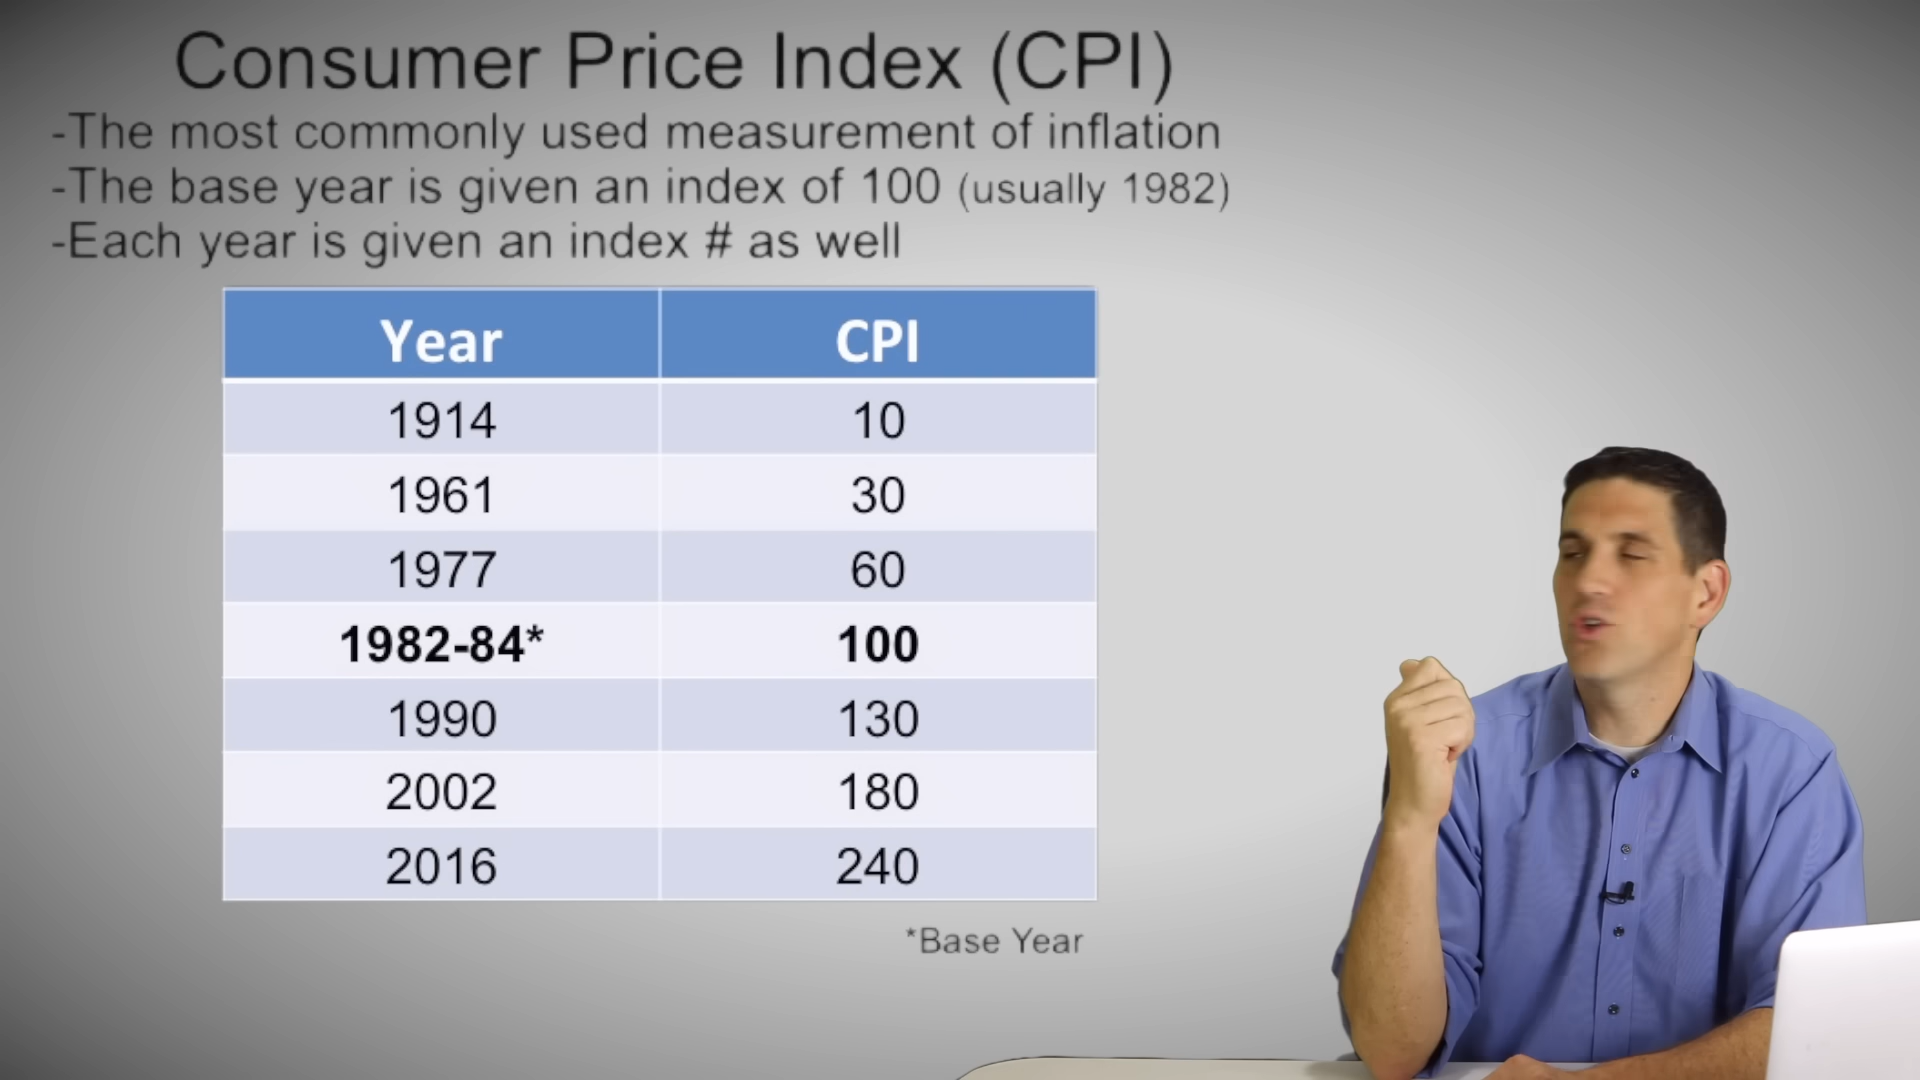 Consumer Price Index (CPI)
-The most commonly used measurement of inflation
-The base year is given an index of 100 (usually 1982)
-Each year is given an index # as well
Year CPI
1914 10
1961 30
1977 60
1982-84* 100
1990 130
2002 180
2016 240
*Base Year